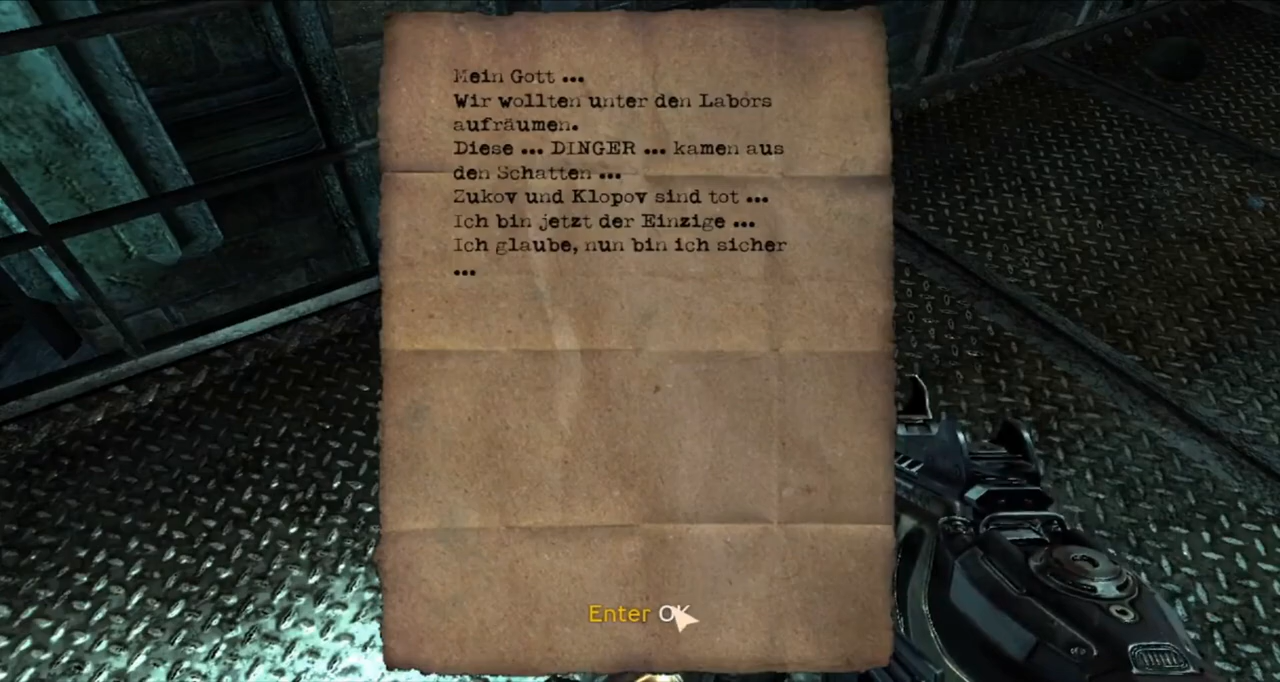 Mein Gott ...
Wir wollten unter den Labors
aufräumen.
Diese ... DINGER ... kamen aus
den Schatten ...
Zukov und Klopov sind tot ...
Ich bin jetzt der Einzige ...
Ich glaube, nun bin ich sicher
...
Enter OK